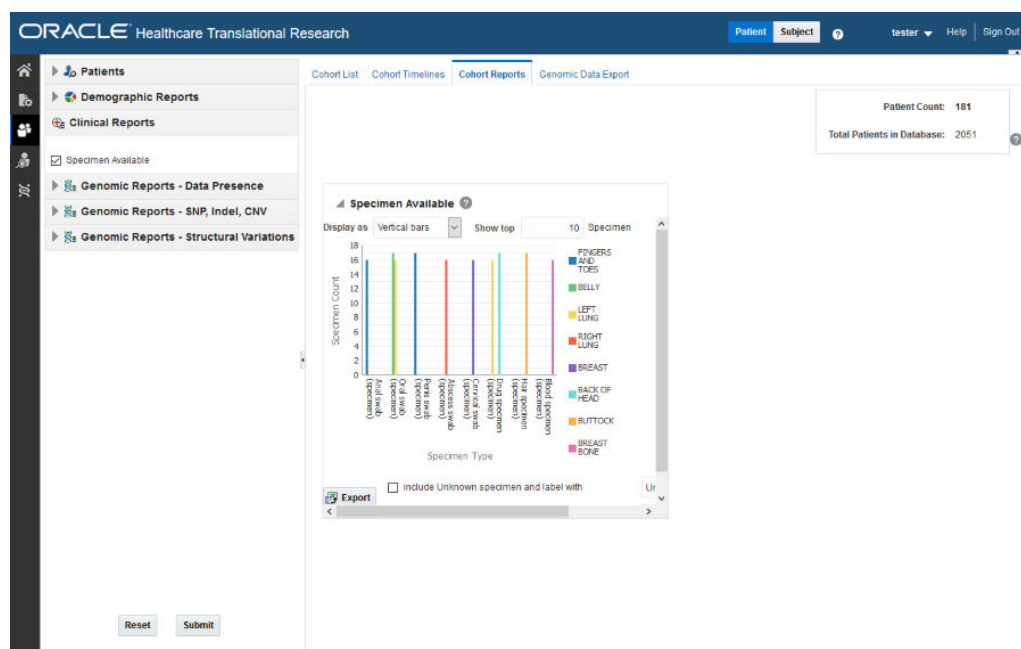 ORACLE Healthcare Translational Research
Patient Subject
tester Help Sign Out
Patients
Demographic Reports
Clinical Reports
Specimen Available
Genomic Reports - Data Presence
Genomic Reports - SNP, Indel, CNV
Genomic Reports - Structural Variations
Reset Submit
Cohort List Cohort Timelines Cohort Reports Genomic Data Export
Patient Count: 181
Total Patients in Database: 2051
Specimen Available
Display as Vertical bars Show top 10 Specimen
18
16
14
12
10
8
6
4
2
0
Specimen Count
Anal swab
(specimen)
Oral swab
(specimen)
Penis swab
(specimen)
Abscess swab
(specimen)
Cervical swab
(specimen)
Drug specimen
(specimen)
Hair specimen
(specimen)
Blood specimen
(specimen)
Specimen Type
FINGERS
AND
TOES
BELLY
LEFT
LUNG
RIGHT
LUNG
BREAST
BACK OF
HEAD
BUTTOCK
BREAST
BONE
Export
Include Unknown specimen and label with
Ur